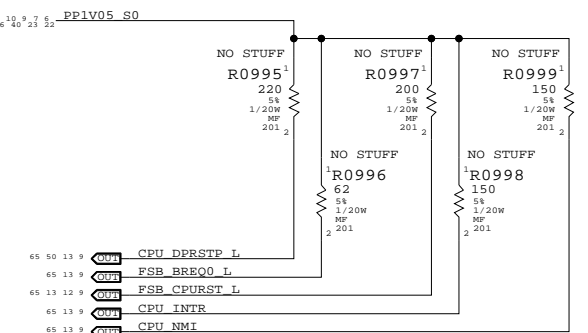 10 9 7 6 PP1V05_S0
6 40 23 22
NO STUFF
R0995 1
220
5%
1/20W
MF
201 2
NO STUFF
R0997 1
200
5%
1/20W
MF
201 2
NO STUFF
R0999 1
150
5%
1/20W
MF
201 2
NO STUFF
1 R0996
62
5%
1/20W
MF
2 201
NO STUFF
1 R0998
150
5%
1/20W
MF
2 201
65 50 13 9 OUT CPU_DPRSTP_L
65 13 9 OUT FSB_BREQ0_L
65 13 12 9 OUT FSB_CPURST_L
65 13 9 OUT CPU_INTR
65 13 9 OUT CPU_NMI